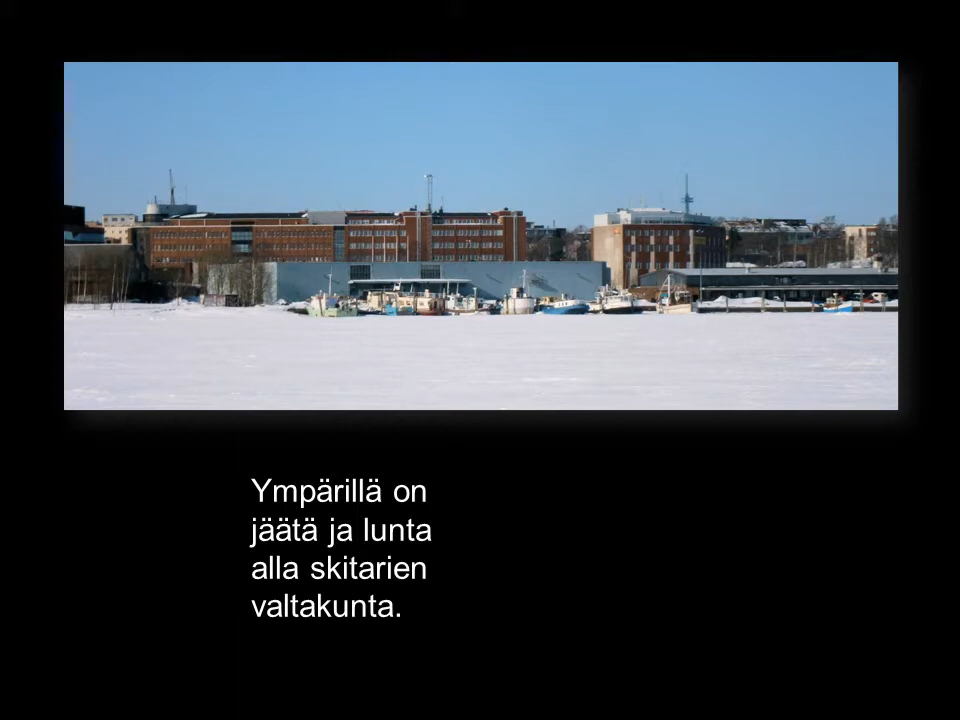 Ympärillä on
jäätä ja lunta
alla skitarien
valtakunta.